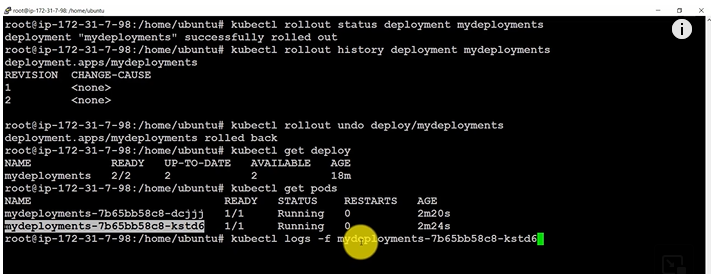 root@ip-172-31-7-98: /home/ubuntu
root@ip-172-31-7-98:/home/ubuntu# kubectl rollout status deployment mydeployments
deployment "mydeployments" successfully rolled out
root@ip-172-31-7-98:/home/ubuntu# kubectl rollout history deployment mydeployments
deployment.apps/mydeployments
REVISION  CHANGE-CAUSE
1         <none>
2         <none>
root@ip-172-31-7-98:/home/ubuntu# kubectl rollout undo deploy/mydeployments
deployment.apps/mydeployments rolled back
root@ip-172-31-7-98:/home/ubuntu# kubectl get deploy
NAME            READY   UP-TO-DATE   AVAILABLE   AGE
mydeployments   2/2     2            2           18m
root@ip-172-31-7-98:/home/ubuntu# kubectl get pods
NAME                             READY   STATUS    RESTARTS   AGE
mydeployments-7b65bb58c8-dcjjj   1/1     Running   0          2m20s
mydeployments-7b65bb58c8-kstd6   1/1     Running   0          2m24s
root@ip-172-31-7-98:/home/ubuntu# kubectl logs -f mydeployments-7b65bb58c8-kstd6